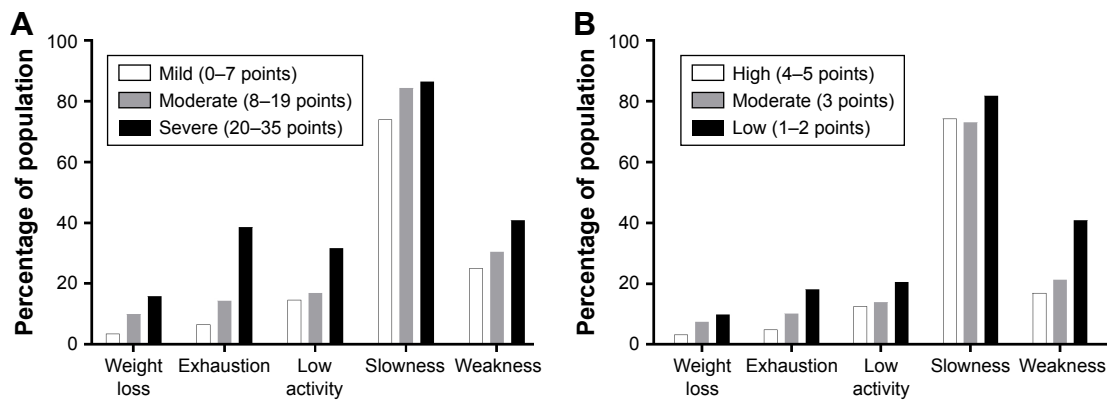 A
Percentage of population
100
80
60
40
20
0
Mild (0–7 points)
Moderate (8–19 points)
Severe (20–35 points)
Weight
loss
Exhaustion
Low
activity
Slowness
Weakness
B
Percentage of population
100
80
60
40
20
0
High (4–5 points)
Moderate (3 points)
Low (1–2 points)
Weight
loss
Exhaustion
Low
activity
Slowness
Weakness